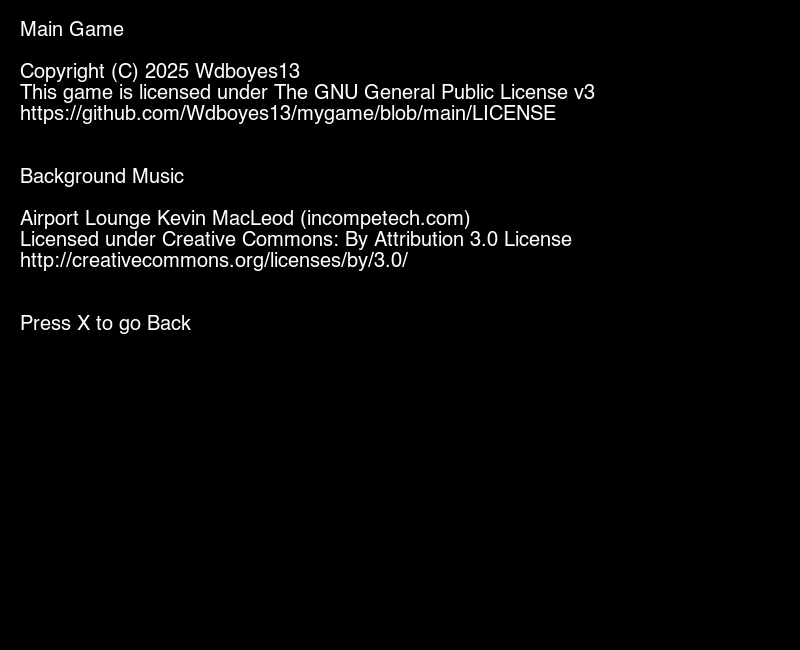 Main Game
Copyright (C) 2025 Wdboyes13
This game is licensed under The GNU General Public License v3
https://github.com/Wdboyes13/mygame/blob/main/LICENSE
Background Music
Airport Lounge Kevin MacLeod (incompetech.com)
Licensed under Creative Commons: By Attribution 3.0 License
http://creativecommons.org/licenses/by/3.0/
Press X to go Back